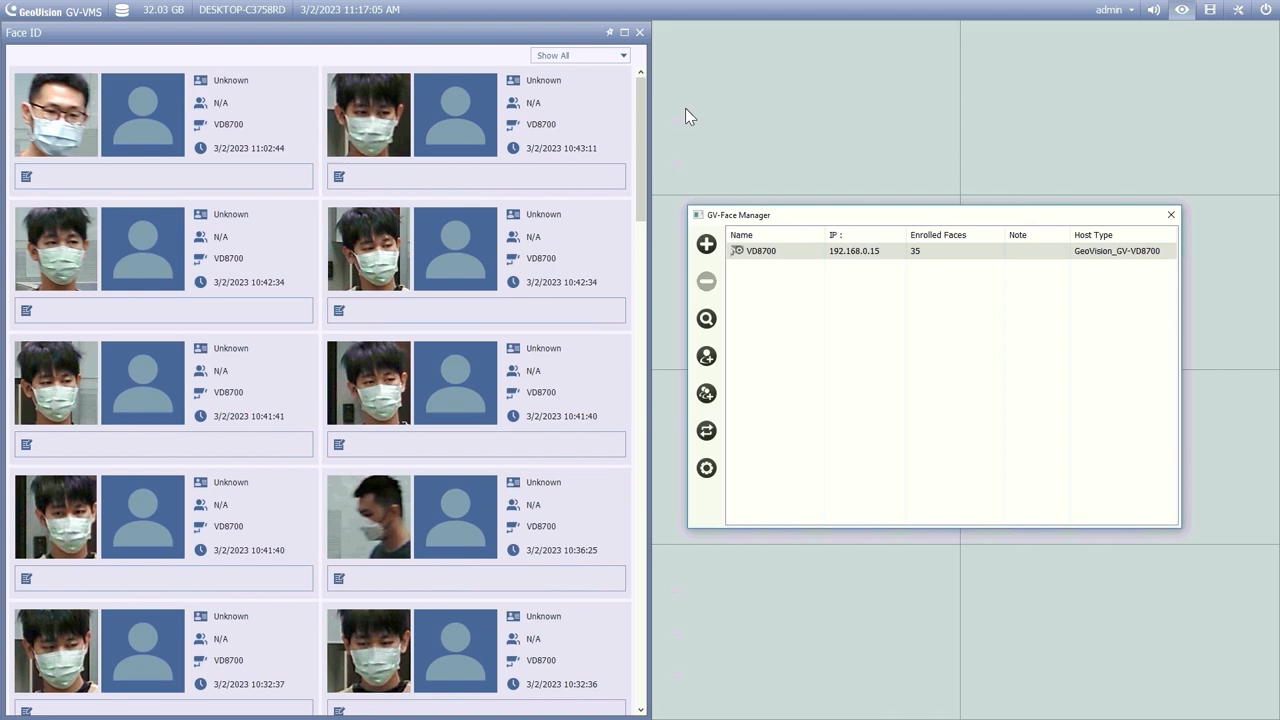 GeoVision GV-VMS 32.03 GB DESKTOP-C3758RD 3/2/2023 11:17:05 AM admin
Face ID
Show All
Unknown
N/A
VD8700
3/2/2023 11:02:44
Unknown
N/A
VD8700
3/2/2023 10:43:11
Unknown
N/A
VD8700
3/2/2023 10:42:34
Unknown
N/A
VD8700
3/2/2023 10:42:34
Unknown
N/A
VD8700
3/2/2023 10:41:41
Unknown
N/A
VD8700
3/2/2023 10:41:40
Unknown
N/A
VD8700
3/2/2023 10:41:40
Unknown
N/A
VD8700
3/2/2023 10:36:25
Unknown
N/A
VD8700
3/2/2023 10:32:37
Unknown
N/A
VD8700
3/2/2023 10:32:36
GV-Face Manager
Name IP : Enrolled Faces Note Host Type
VD8700 192.168.0.15 35 GeoVision_GV-VD8700